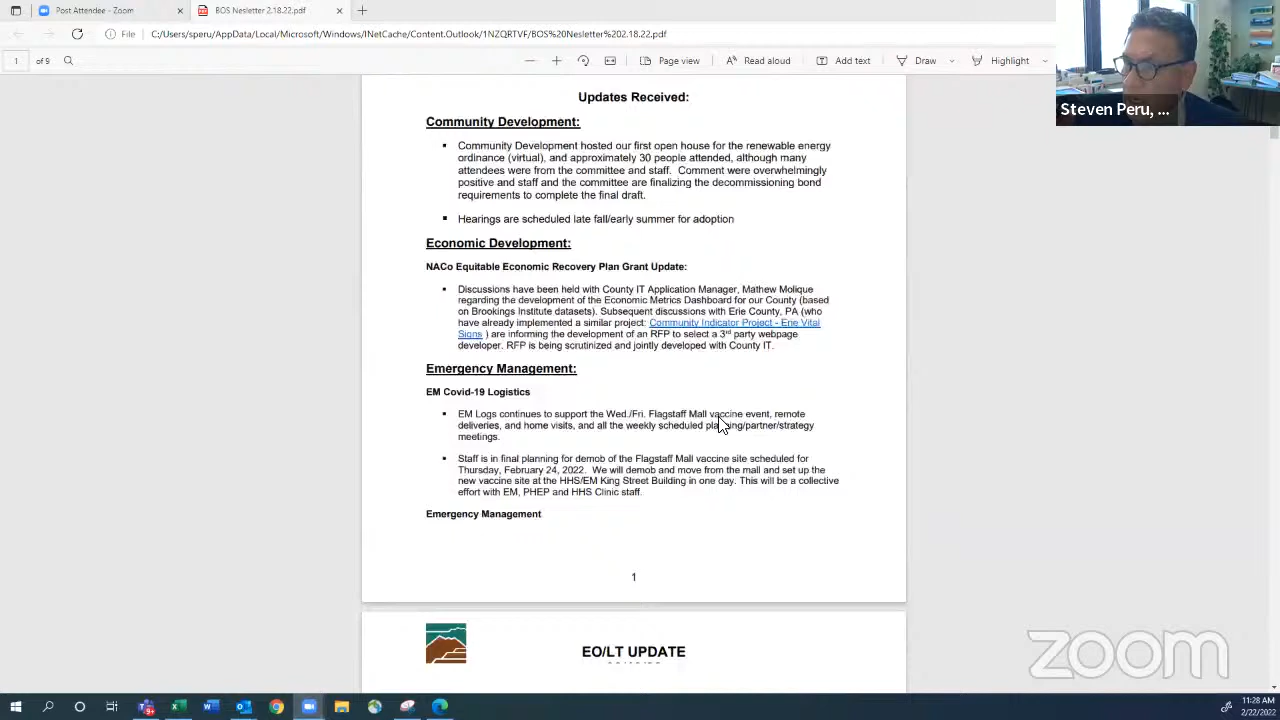 Post Attendee - Zoom
BOS Nesletter 2.18.22.pdf
File
C:/Users/speru/AppData/Local/Microsoft/Windows/INetCache/Content.Outlook/1NZQRTVF/BOS%20Nesletter%202.18.22.pdf
1 of 9
Page view
Read aloud
Add text
Draw
Highlight
Steven Peru, ...
Updates Received:
Community Development:
Community Development hosted our first open house for the renewable energy
ordinance (virtual), and approximately 30 people attended, although many
attendees were from the committee and staff. Comment were overwhelmingly
positive and staff and the committee are finalizing the decommissioning bond
requirements to complete the final draft.
Hearings are scheduled late fall/early summer for adoption
Economic Development:
NACo Equitable Economic Recovery Plan Grant Update:
Discussions have been held with County IT Application Manager, Mathew Molique
regarding the development of the Economic Metrics Dashboard for our County (based
on Brookings Institute datasets). Subsequent discussions with Erie County, PA (who
have already implemented a similar project: Community Indicator Project - Erie Vital
Signs ) are informing the development of an RFP to select a 3rd party webpage
developer. RFP is being scrutinized and jointly developed with County IT.
Emergency Management:
EM Covid-19 Logistics
EM Logs continues to support the Wed./Fri. Flagstaff Mall vaccine event, remote
deliveries, and home visits, and all the weekly scheduled planning/partner/strategy
meetings.
Staff is in final planning for demob of the Flagstaff Mall vaccine site scheduled for
Thursday, February 24, 2022. We will demob and move from the mall and set up the
new vaccine site at the HHS/EM King Street Building in one day. This will be a collective
effort with EM, PHEP and HHS Clinic staff.
Emergency Management
1
EO/LT UPDATE
zoom
11:28 AM
2/22/2022